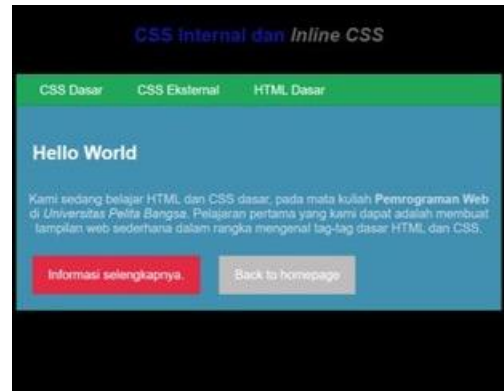 CSS Internal dan Inline CSS
CSS Dasar CSS Eksternal HTML Dasar
Hello World
Kami sedang belajar HTML dan CSS dasar, pada mata kuliah Pemrograman Web
di Universitas Pelita Bangsa. Pelajaran pertama yang kami dapat adalah membuat
tampilan web sederhana dalam rangka mengenal tag-tag dasar HTML dan CSS.
Informasi selengkapnya. Back to homepage